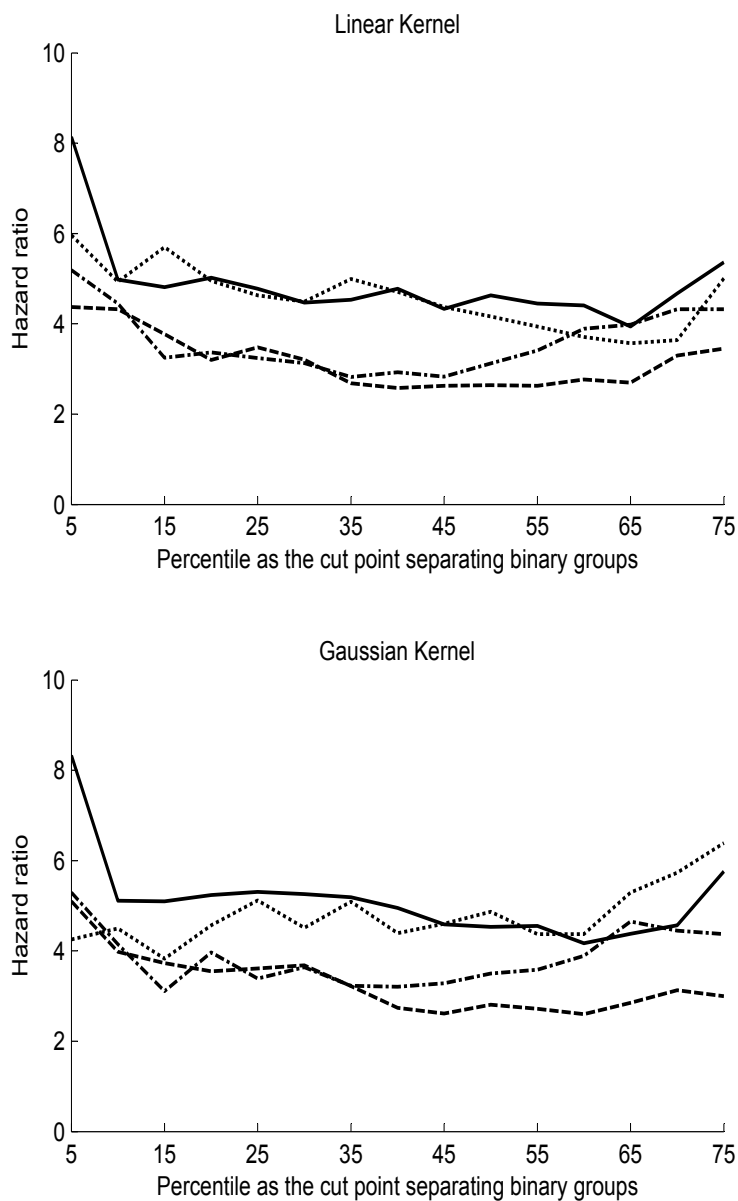 Linear Kernel
10
8
6
4
2
0
Hazard ratio
5 15 25 35 45 55 65 75
Percentile as the cut point separating binary groups
Gaussian Kernel
10
8
6
4
2
0
Hazard ratio
5 15 25 35 45 55 65 75
Percentile as the cut point separating binary groups